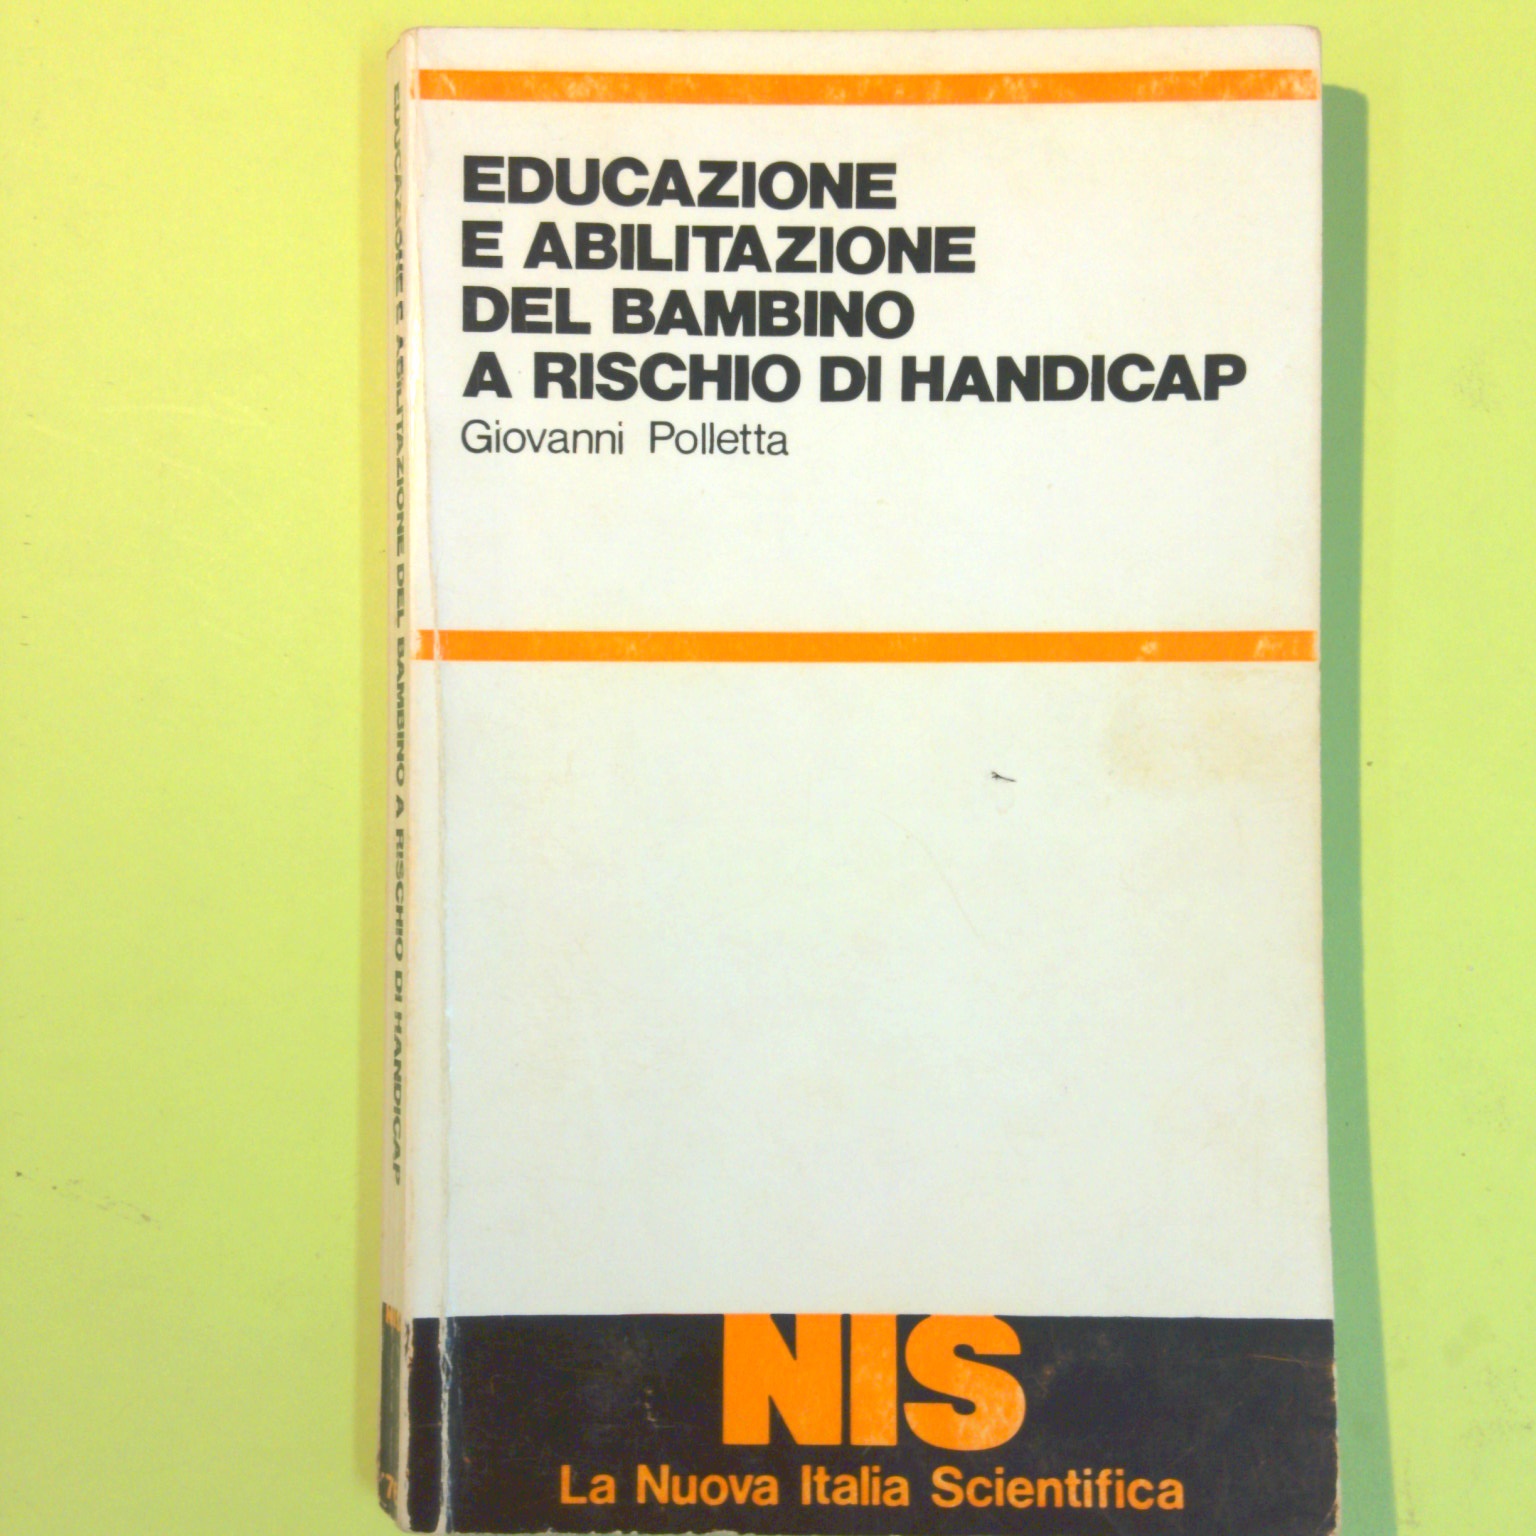 EDUCAZIONE
E ABILITAZIONE
DEL BAMBINO
A RISCHIO DI HANDICAP
Giovanni Polletta
NIS
La Nuova Italia Scientifica
EDUCAZIONE E ABILITAZIONE DEL BAMBINO A RISCHIO DI HANDICAP